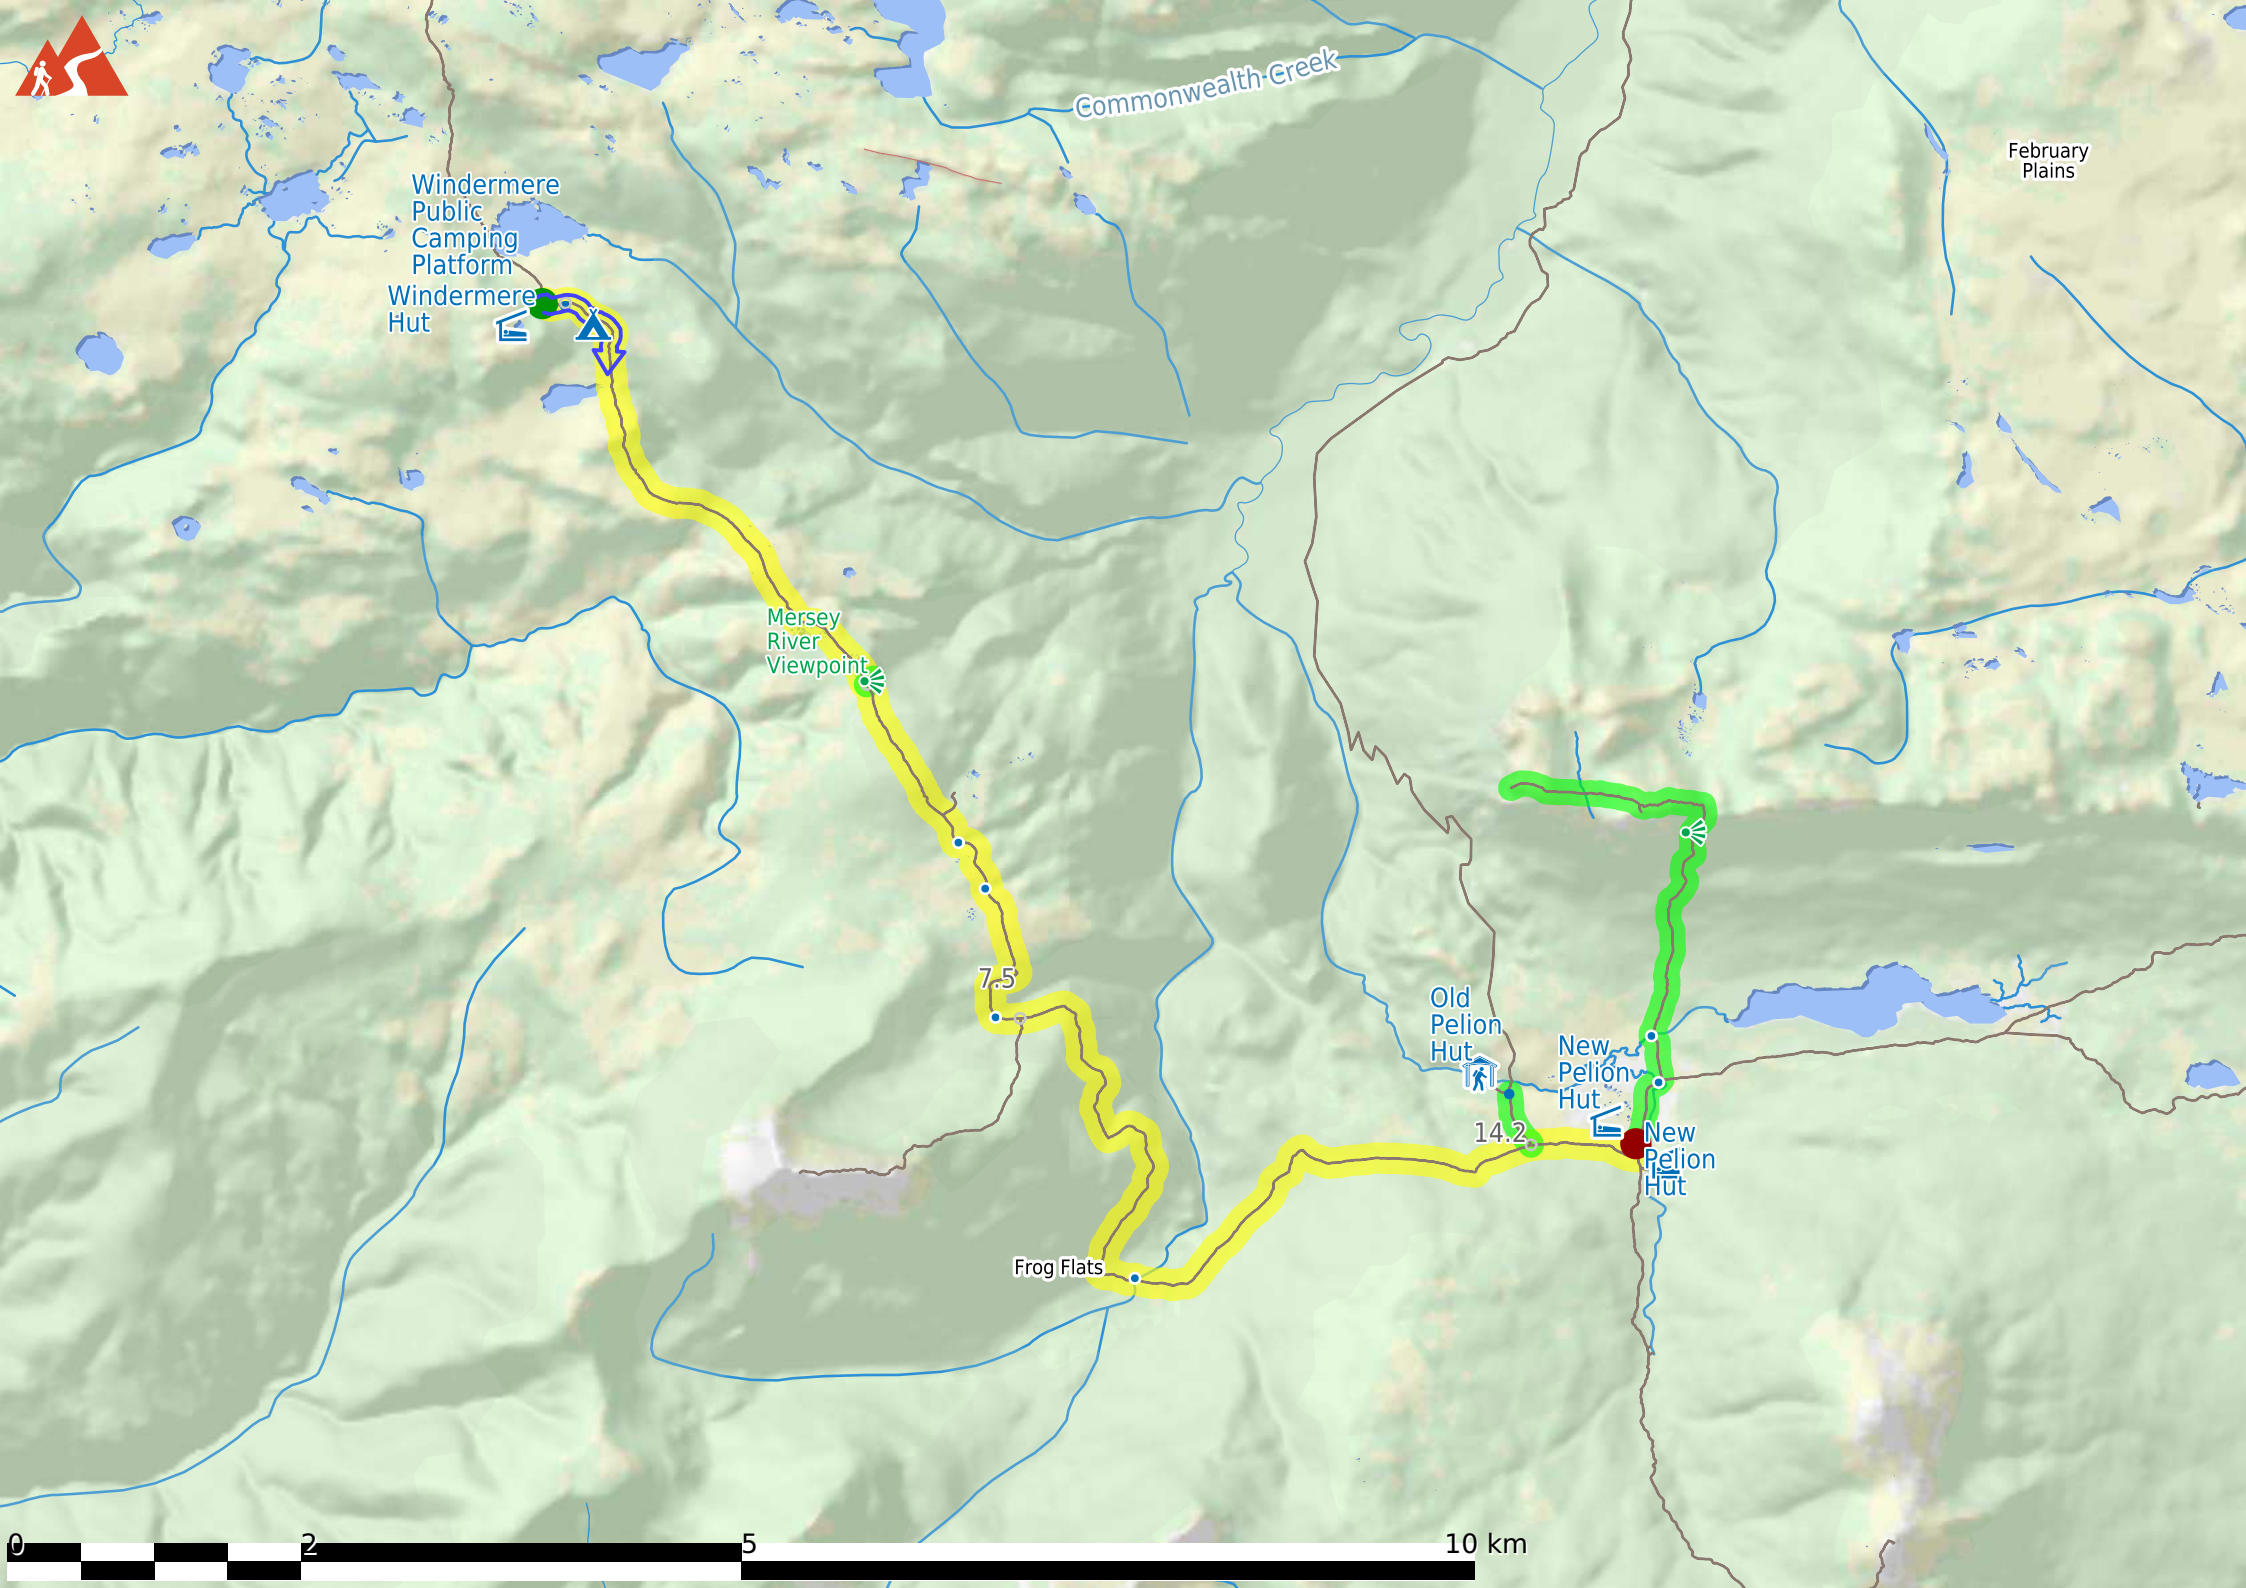 Commonwealth Creek
February
Plains
Windermere
Public
Camping
Platform
Windermere
Hut
Mersey
River
Viewpoint
7.5
Old
Pelion
Hut
New
Pelion
Hut
14.2
New
Pelion
Hut
Frog Flats
0 2 5 10 km